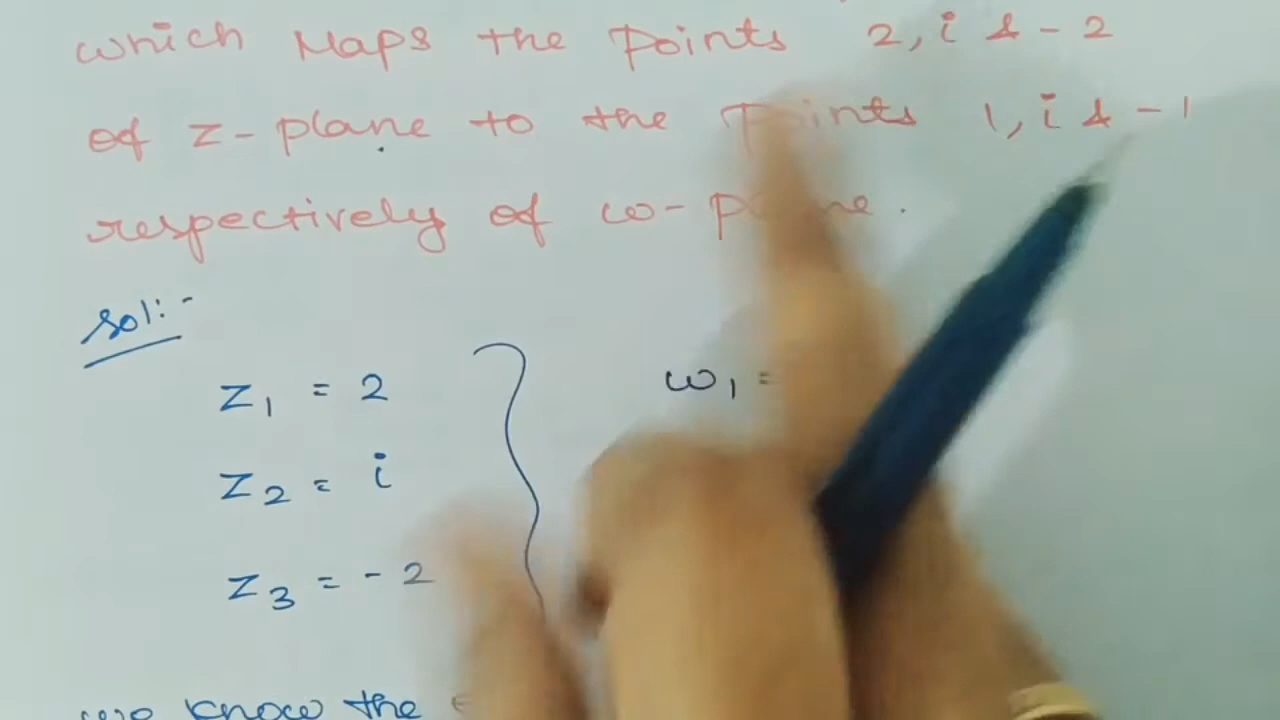 which Maps the points 2, i & -2
of z-plane to the points 1, i & -1
respectively of ω-plane.
Sol:-
z1 = 2
ω1 =
z2 = i
z3 = -2
we know the